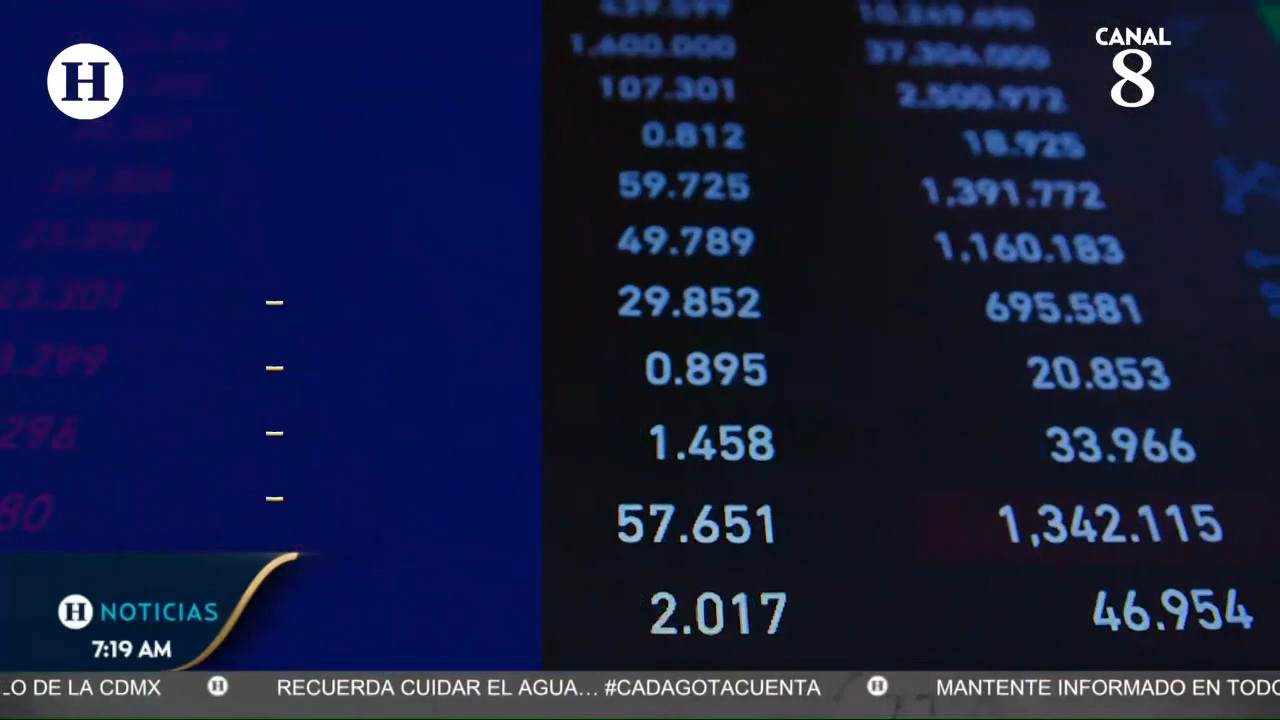 H
CANAL
8
1,600.000 37,304.000
107.301 2.500.972
0.812 18.925
59.725 1,391.772
49.789 1,160.183
29.852 695.581
0.895 20.853
1.458 33.966
57.651 1,342.115
2.017 46.954
296
80
H NOTICIAS
7:19 AM
LO DE LA CDMX H RECUERDA CUIDAR EL AGUA... #CADAGOTACUENTA H MANTENTE INFORMADO EN TODO